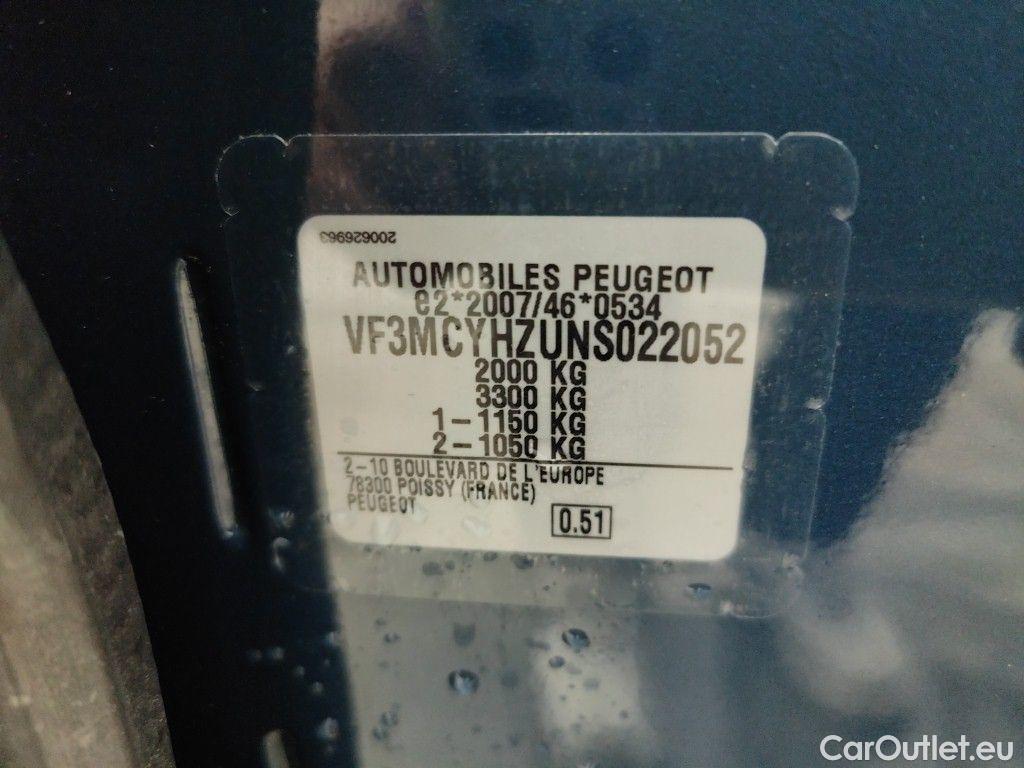 200626963
AUTOMOBILES PEUGEOT
e2*2007/46*0534
VF3MCYHZUNS022052
2000 KG
3300 KG
1-1150 KG
2-1050 KG
2-10 BOULEVARD DE L'EUROPE
78300 POISSY (FRANCE)
PEUGEOT
0.51
CarOutlet.eu